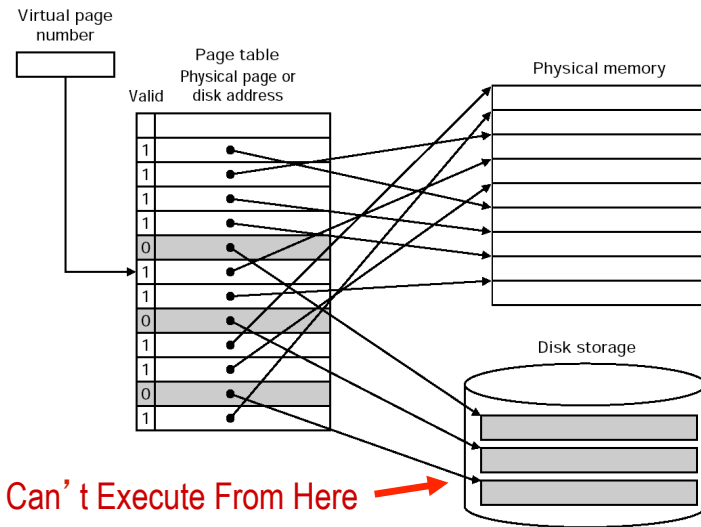 Virtual page
number
Page table
Physical page or
disk address
Valid
Physical memory
1
1
1
1
0
1
1
0
1
1
0
1
Disk storage
Can't Execute From Here